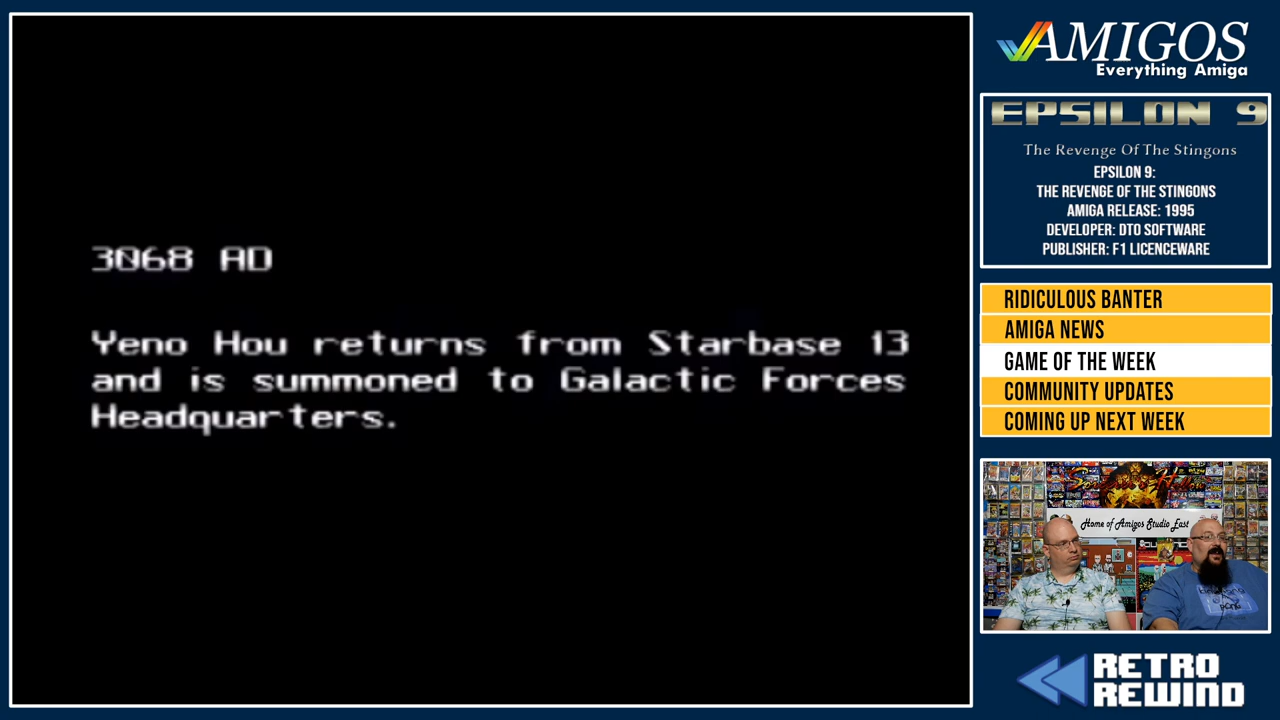 3068 AD
Yeno Hou returns from Starbase 13
and is summoned to Galactic Forces
Headquarters.
AMIGOS
Everything Amiga
EPSILON 9
The Revenge Of The Stingons
EPSILON 9:
THE REVENGE OF THE STINGONS
AMIGA RELEASE: 1995
DEVELOPER: DTO SOFTWARE
PUBLISHER: F1 LICENCEWARE
RIDICULOUS BANTER
AMIGA NEWS
GAME OF THE WEEK
COMMUNITY UPDATES
COMING UP NEXT WEEK
Home of Amigos Studio East
RETRO
REWIND